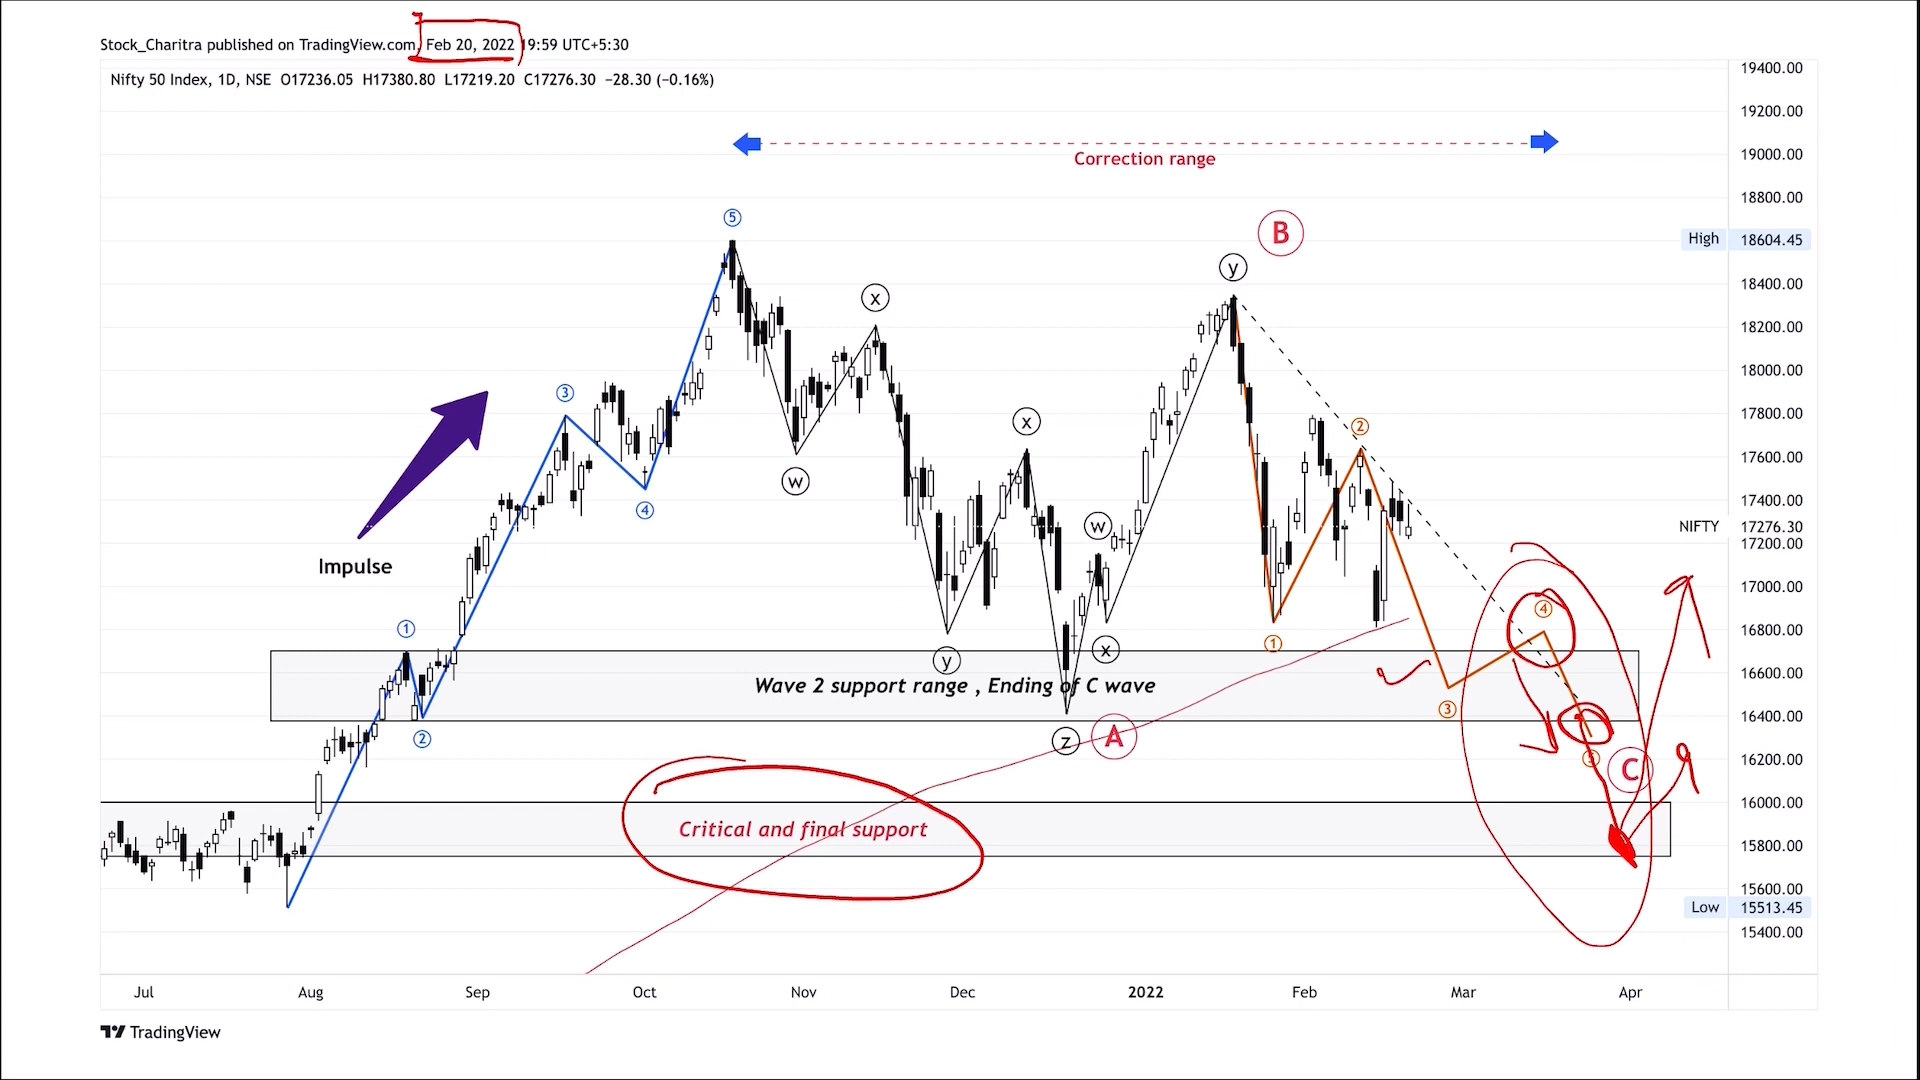 Stock_Charitra published on TradingView.com, Feb 20, 2022 19:59 UTC+5:30
Nifty 50 Index, 1D, NSE O17236.05 H17380.80 L17219.20 C17276.30 −28.30 (−0.16%)
19400.00
19200.00
Correction range
19000.00
18800.00
5
B
High 18604.45
y
18400.00
x
18200.00
18000.00
3
17800.00
x
2
17600.00
w
17400.00
4
w
NIFTY 17276.30
17200.00
Impulse
17000.00
4
1
16800.00
1
x
y
16600.00
Wave 2 support range , Ending of C wave
3
16400.00
2
z
A
5
16200.00
C
16000.00
Critical and final support
15800.00
15600.00
Low 15513.45
15400.00
Jul Aug Sep Oct Nov Dec 2022 Feb Mar Apr
TradingView